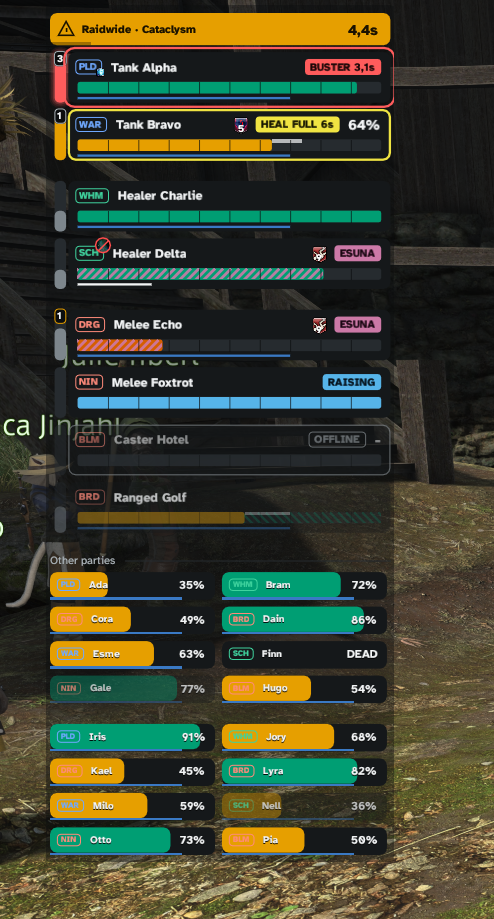 Raidwide · Cataclysm 4,4s
3 PLD Tank Alpha BUSTER 3,1s
1 WAR Tank Bravo 5 HEAL FULL 6s 64%
WHM Healer Charlie
SCH Healer Delta ESUNA
1 DRG Melee Echo ESUNA
NIN Melee Foxtrot RAISING
ca Jinjahl
BLM Caster Hotel OFFLINE –
BRD Ranged Golf
Other parties
PLD Ada 35% WHM Bram 72%
Cora 49% BRD Dain 86%
Esme 63% SCH Finn DEAD
NIN Gale 77% Hugo 54%
PLD Iris 91% Jory 68%
Kael 45% BRD Lyra 82%
Milo 59% SCH Nell 36%
NIN Otto 73% Pia 50%